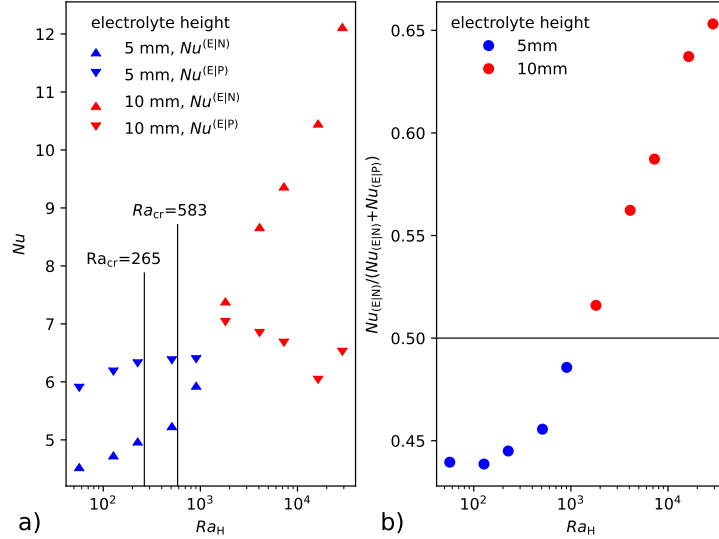 electrolyte height
5 mm, Nu(E|N)
5 mm, Nu(E|P)
10 mm, Nu(E|N)
10 mm, Nu(E|P)
Racr=583
Racr=265
12
11
10
9
8
7
6
5
Nu
10²
10³
10⁴
RaH
a)
electrolyte height
5mm
10mm
0.65
0.60
0.55
0.50
0.45
Nu(E|N)/(Nu(E|N)+Nu(E|P))
10²
10³
10⁴
RaH
b)